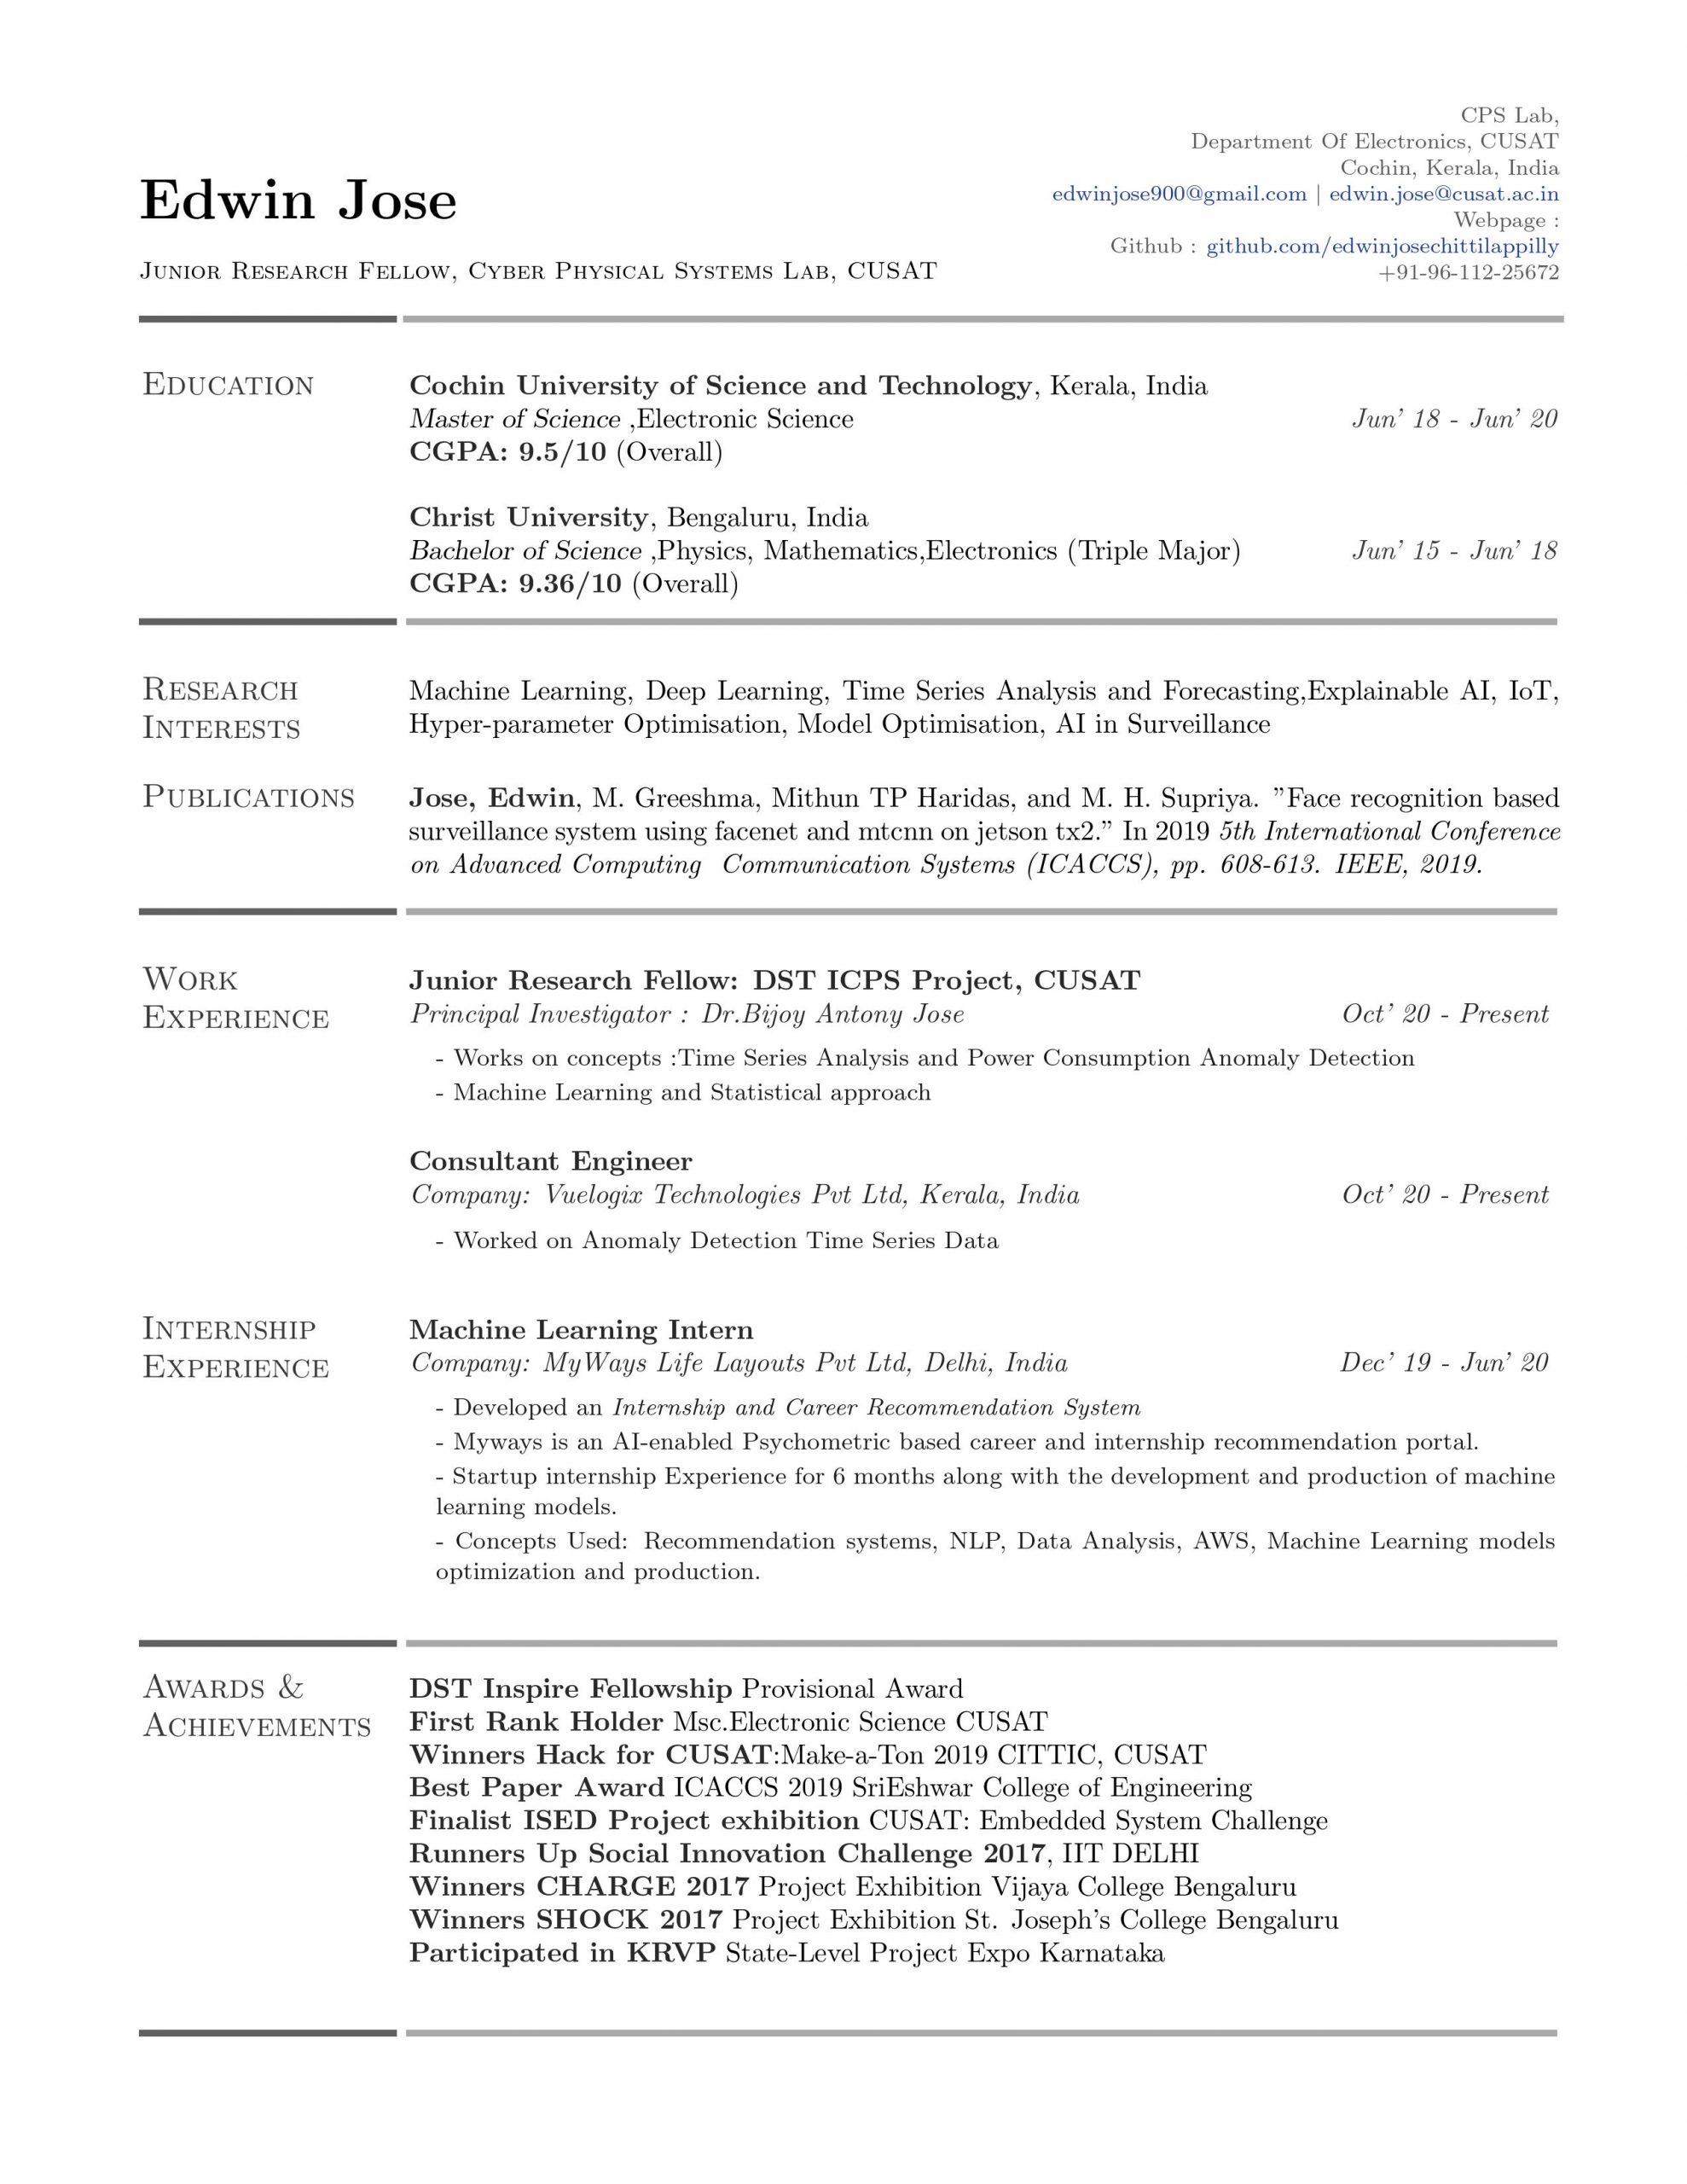 CPS Lab,
Department Of Electronics, CUSAT
Cochin, Kerala, India
Edwin Jose
edwinjose900@gmail.com | edwin.jose@cusat.ac.in
Webpage :
Github : github.com/edwinjosechittilappilly
Junior Research Fellow, Cyber Physical Systems Lab, CUSAT
+91-96-112-25672
Education
Cochin University of Science and Technology, Kerala, India
Master of Science ,Electronic Science Jun' 18 - Jun' 20
CGPA: 9.5/10 (Overall)
Christ University, Bengaluru, India
Bachelor of Science ,Physics, Mathematics,Electronics (Triple Major) Jun' 15 - Jun' 18
CGPA: 9.36/10 (Overall)
Research
Interests
Machine Learning, Deep Learning, Time Series Analysis and Forecasting,Explainable AI, IoT,
Hyper-parameter Optimisation, Model Optimisation, AI in Surveillance
Publications
Jose, Edwin, M. Greeshma, Mithun TP Haridas, and M. H. Supriya. ”Face recognition based
surveillance system using facenet and mtcnn on jetson tx2.” In 2019 5th International Conference
on Advanced Computing Communication Systems (ICACCS), pp. 608-613. IEEE, 2019.
Work
Experience
Junior Research Fellow: DST ICPS Project, CUSAT
Principal Investigator : Dr.Bijoy Antony Jose Oct' 20 - Present
- Works on concepts :Time Series Analysis and Power Consumption Anomaly Detection
- Machine Learning and Statistical approach
Consultant Engineer
Company: Vuelogix Technologies Pvt Ltd, Kerala, India Oct' 20 - Present
- Worked on Anomaly Detection Time Series Data
Internship
Experience
Machine Learning Intern
Company: MyWays Life Layouts Pvt Ltd, Delhi, India Dec' 19 - Jun' 20
- Developed an Internship and Career Recommendation System
- Myways is an AI-enabled Psychometric based career and internship recommendation portal.
- Startup internship Experience for 6 months along with the development and production of machine
learning models.
- Concepts Used: Recommendation systems, NLP, Data Analysis, AWS, Machine Learning models
optimization and production.
Awards &
Achievements
DST Inspire Fellowship Provisional Award
First Rank Holder Msc.Electronic Science CUSAT
Winners Hack for CUSAT:Make-a-Ton 2019 CITTIC, CUSAT
Best Paper Award ICACCS 2019 SriEshwar College of Engineering
Finalist ISED Project exhibition CUSAT: Embedded System Challenge
Runners Up Social Innovation Challenge 2017, IIT DELHI
Winners CHARGE 2017 Project Exhibition Vijaya College Bengaluru
Winners SHOCK 2017 Project Exhibition St. Joseph's College Bengaluru
Participated in KRVP State-Level Project Expo Karnataka